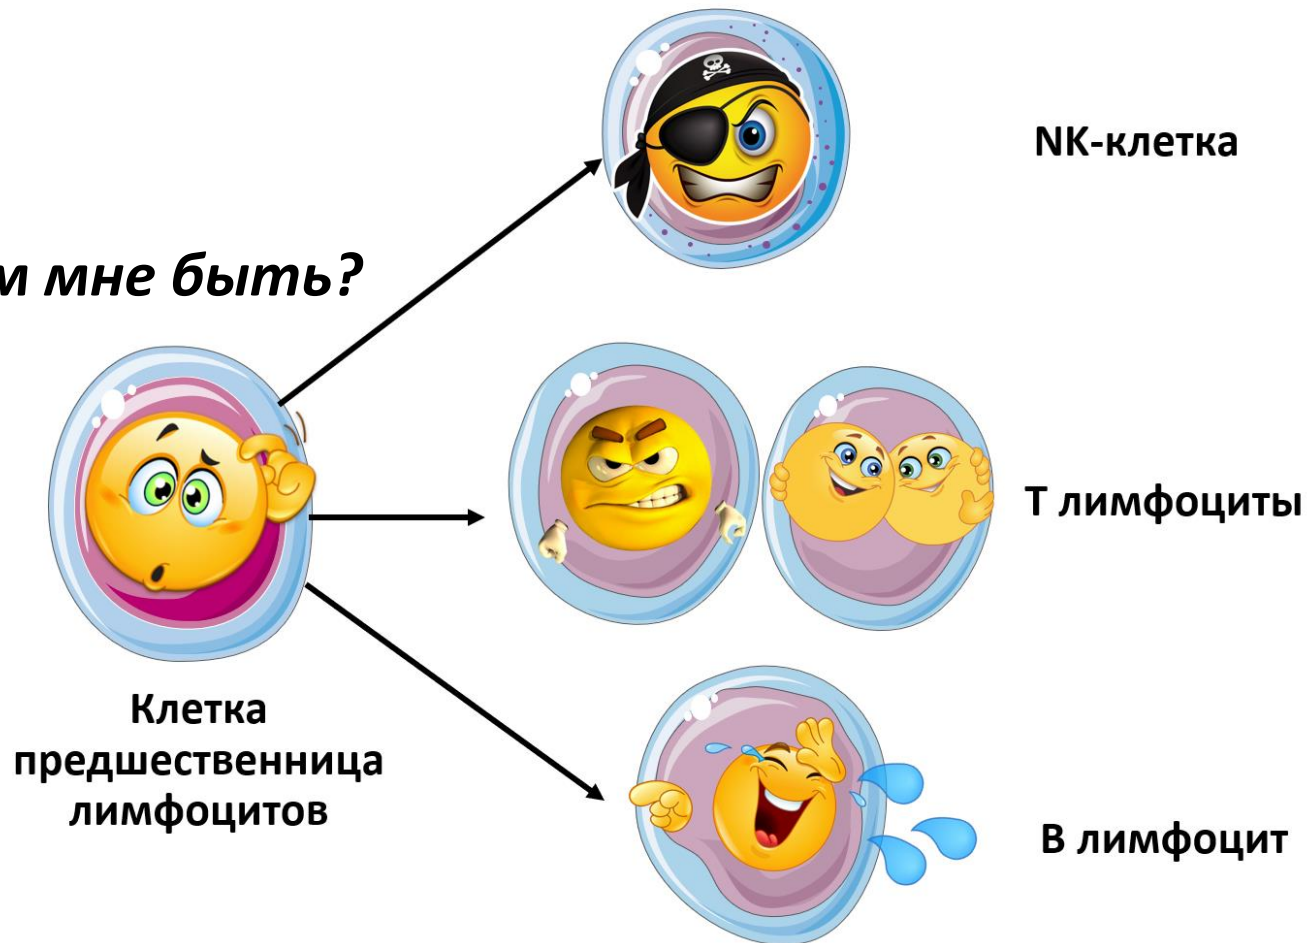 NK-клетка
м мне быть?
Т лимфоциты
Клетка
предшественница
лимфоцитов
В лимфоцит